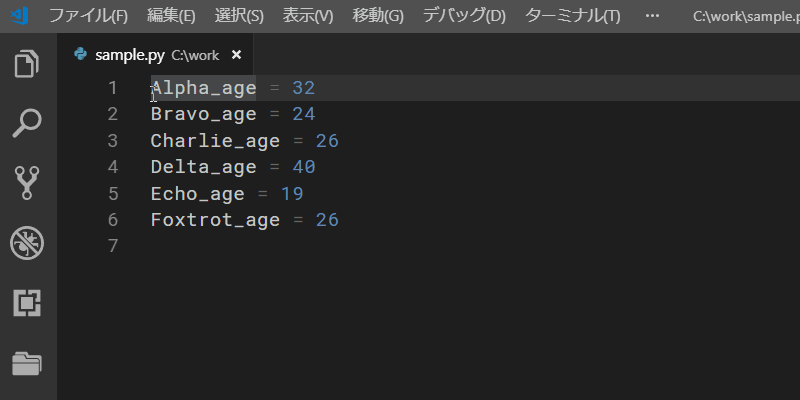 ファイル(F) 編集(E) 選択(S) 表示(V) 移動(G) デバッグ(D) ターミナル(T) ··· C:\work\sample.p
sample.py C:\work ×
1 Alpha_age = 32
2 Bravo_age = 24
3 Charlie_age = 26
4 Delta_age = 40
5 Echo_age = 19
6 Foxtrot_age = 26
7